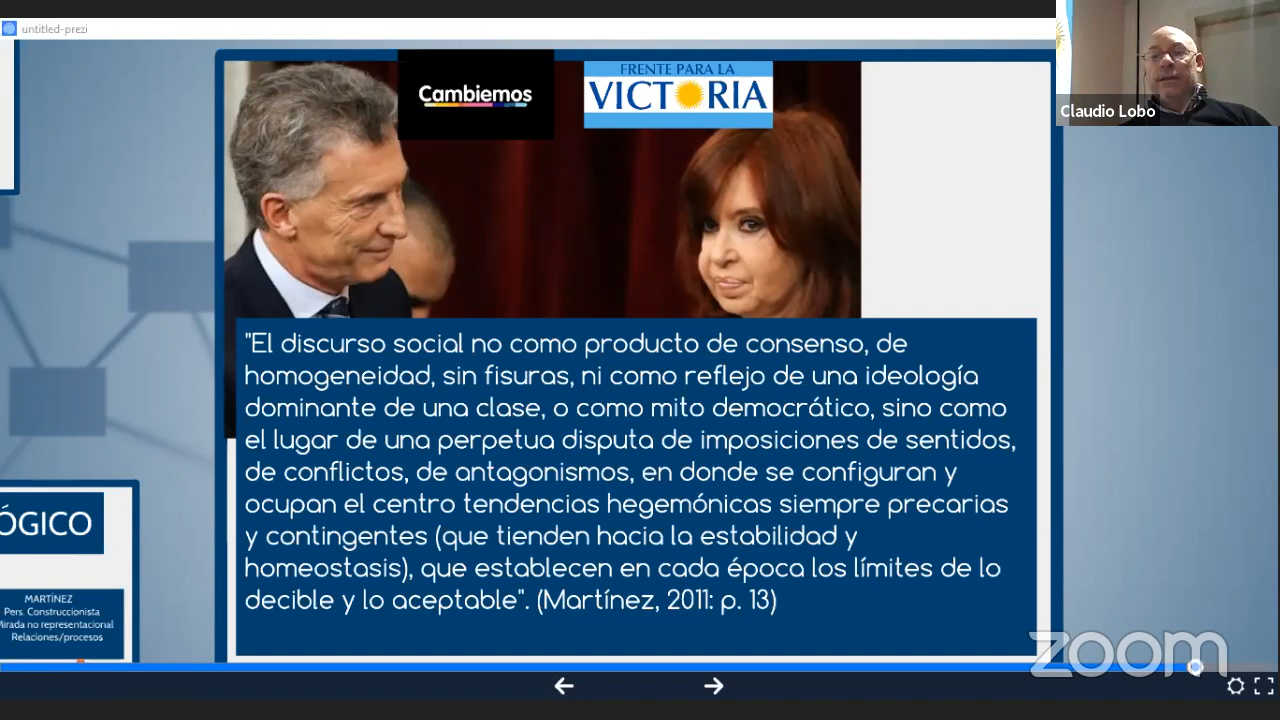 untitled-prezi
Cambiemos
FRENTE PARA LA
VICTORIA
Claudio Lobo
"El discurso social no como producto de consenso, de
homogeneidad, sin fisuras, ni como reflejo de una ideología
dominante de una clase, o como mito democrático, sino como
el lugar de una perpetua disputa de imposiciones de sentidos,
de conflictos, de antagonismos, en donde se configuran y
ocupan el centro tendencias hegemónicas siempre precarias
y contingentes (que tienden hacia la estabilidad y
homeostasis), que establecen en cada época los límites de lo
decible y lo aceptable". (Martínez, 2011: p. 13)
ÓGICO
MARTÍNEZ
Pers. Construccionista
Mirada no representacional
Relaciones/procesos
zoom